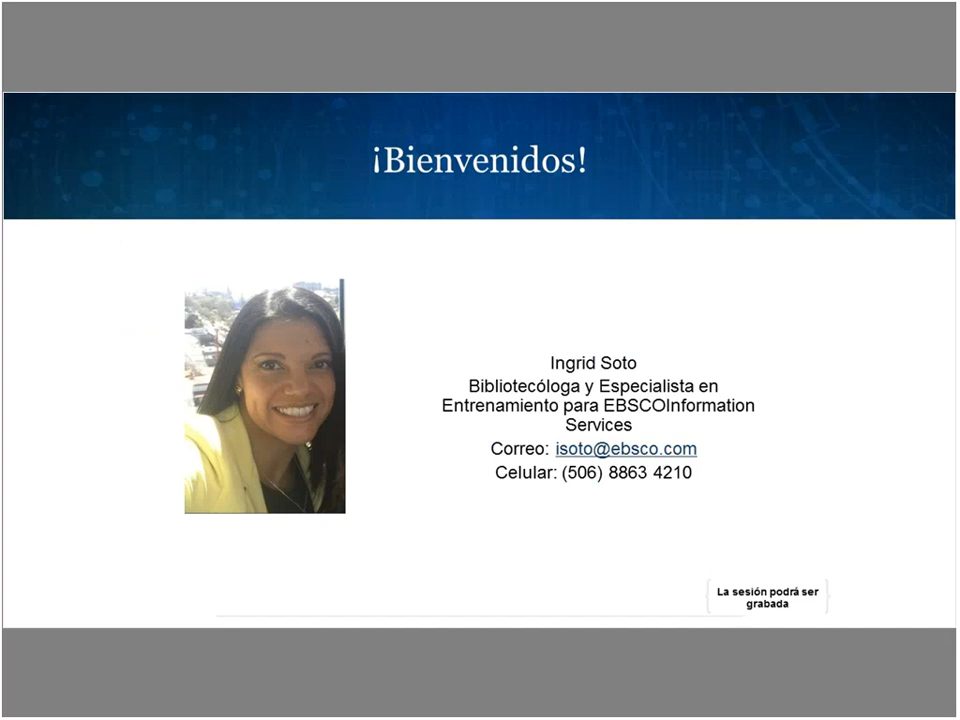 ¡Bienvenidos!
Ingrid Soto
Bibliotecóloga y Especialista en
Entrenamiento para EBSCOInformation
Services
Correo: isoto@ebsco.com
Celular: (506) 8863 4210
La sesión podrá ser
grabada